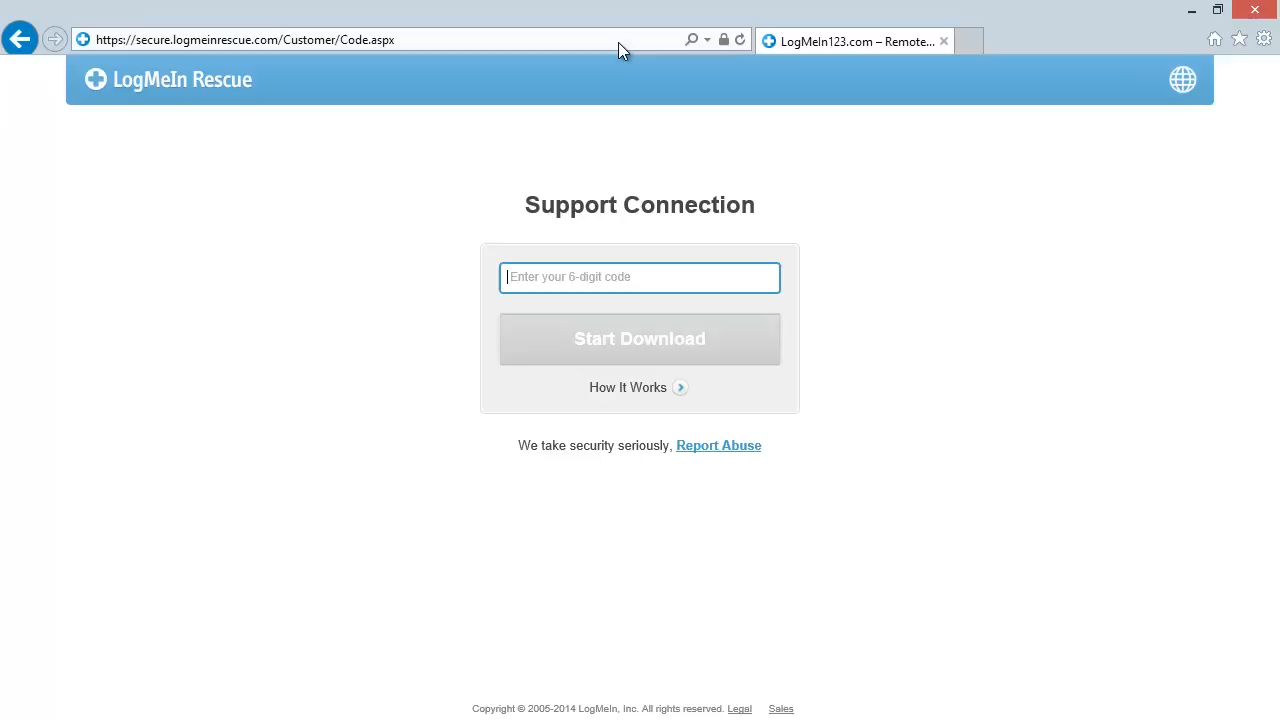 https://secure.logmeinrescue.com/Customer/Code.aspx
LogMeIn123.com – Remote...
LogMeIn Rescue
Support Connection
Enter your 6-digit code
Start Download
How It Works
We take security seriously, Report Abuse
Copyright © 2005-2014 LogMeIn, Inc. All rights reserved. Legal Sales